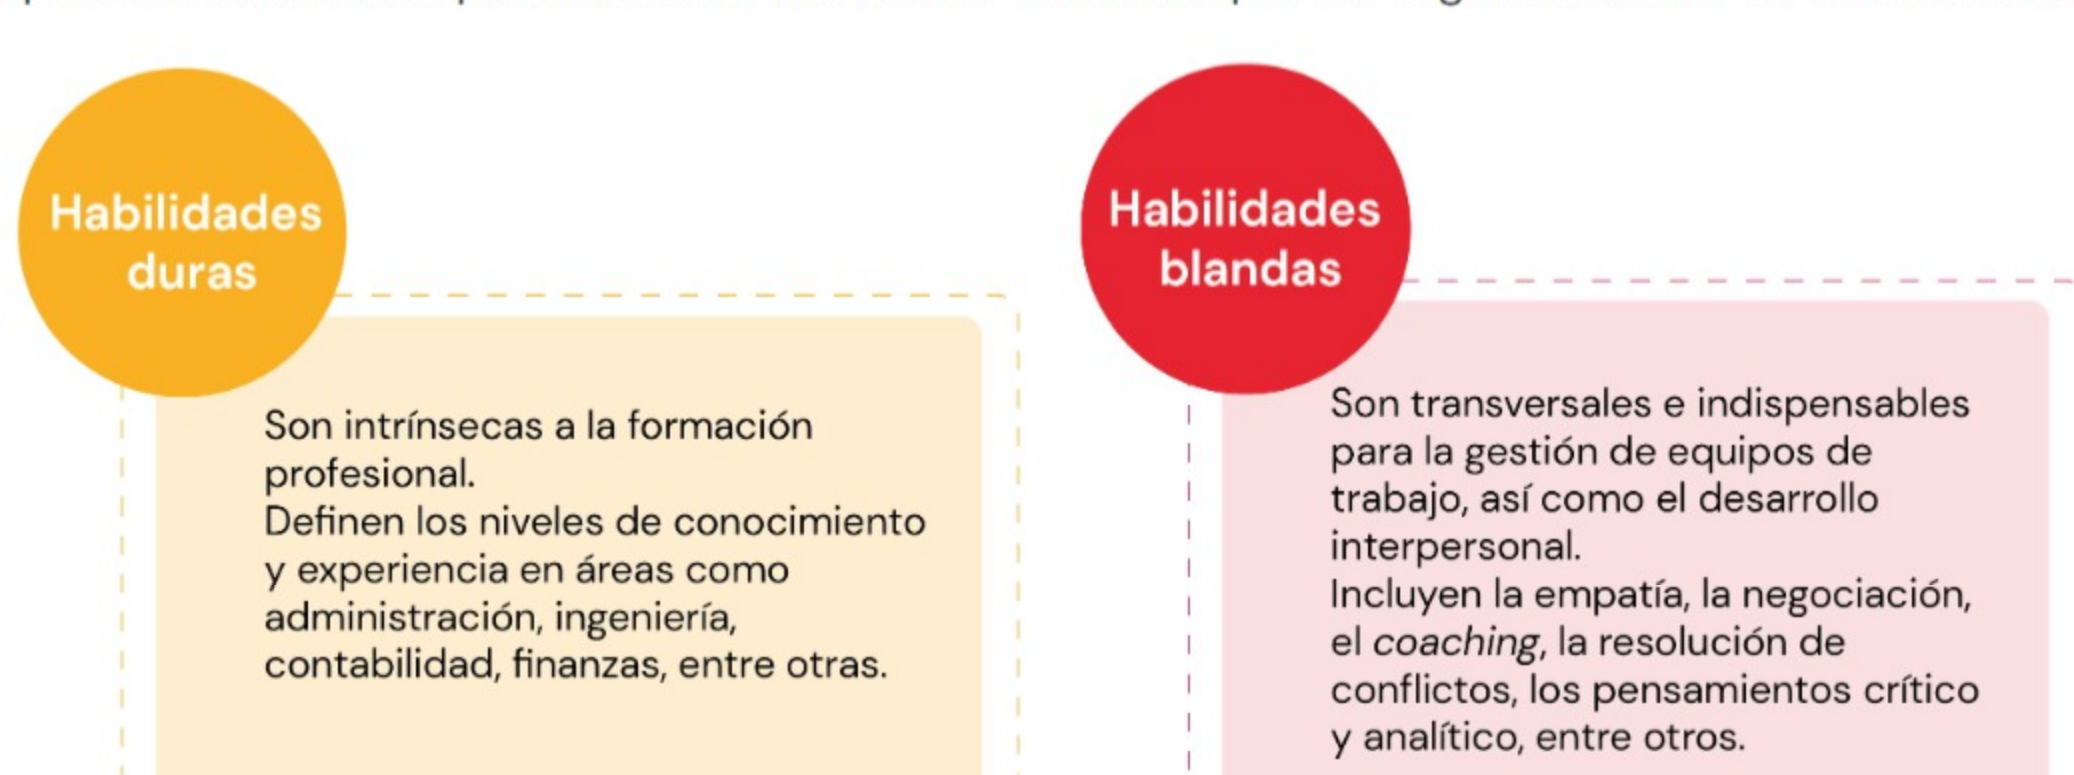 Habilidades
duras
Son intrínsecas a la formación
profesional.
Definen los niveles de conocimiento
y experiencia en áreas como
administración, ingeniería,
contabilidad, finanzas, entre otras.
Habilidades
blandas
Son transversales e indispensables
para la gestión de equipos de
trabajo, así como el desarrollo
interpersonal.
Incluyen la empatía, la negociación,
el coaching, la resolución de
conflictos, los pensamientos crítico
y analítico, entre otros.